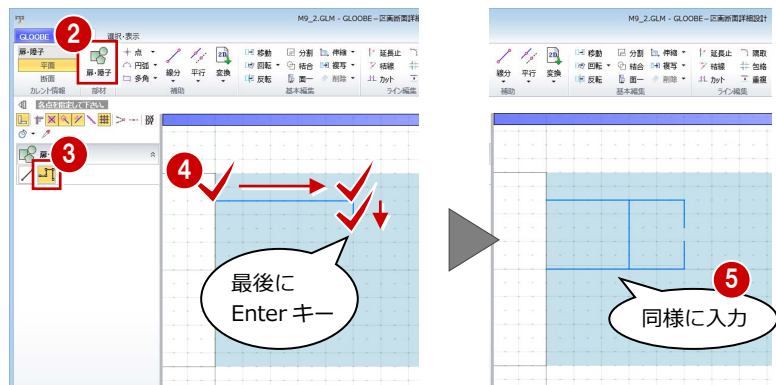 M9_2.GLM - GLOOBE－区画断面詳細
GLOOBE
2
選択･表示
扉･障子
平面
断面
カレント情報
扉･障子
部材
点
円弧
多角
線分
平行
変換
補助
移動
回転
反転
分割
結合
面一
伸縮
複写
削除
基本編集
延長止
結線
カット
ライン編集
各点を指定して下さい。
3
4
最後に
Enter キー
M9_2.GLM - GLOOBE－区画断面詳細設計
線分
平行
変換
補助
移動
回転
反転
分割
結合
面一
伸縮
複写
削除
基本編集
延長止
結線
カット
隅取
包絡
重複
ライン編集
5
同様に入力